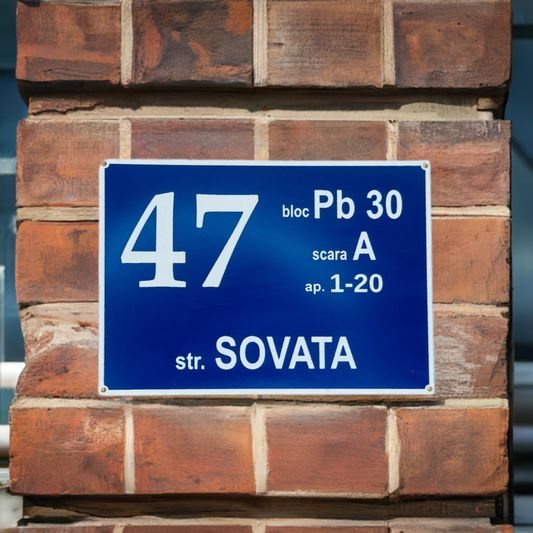 47
bloc Pb 30
scara A
ap. 1-20
str. SOVATA